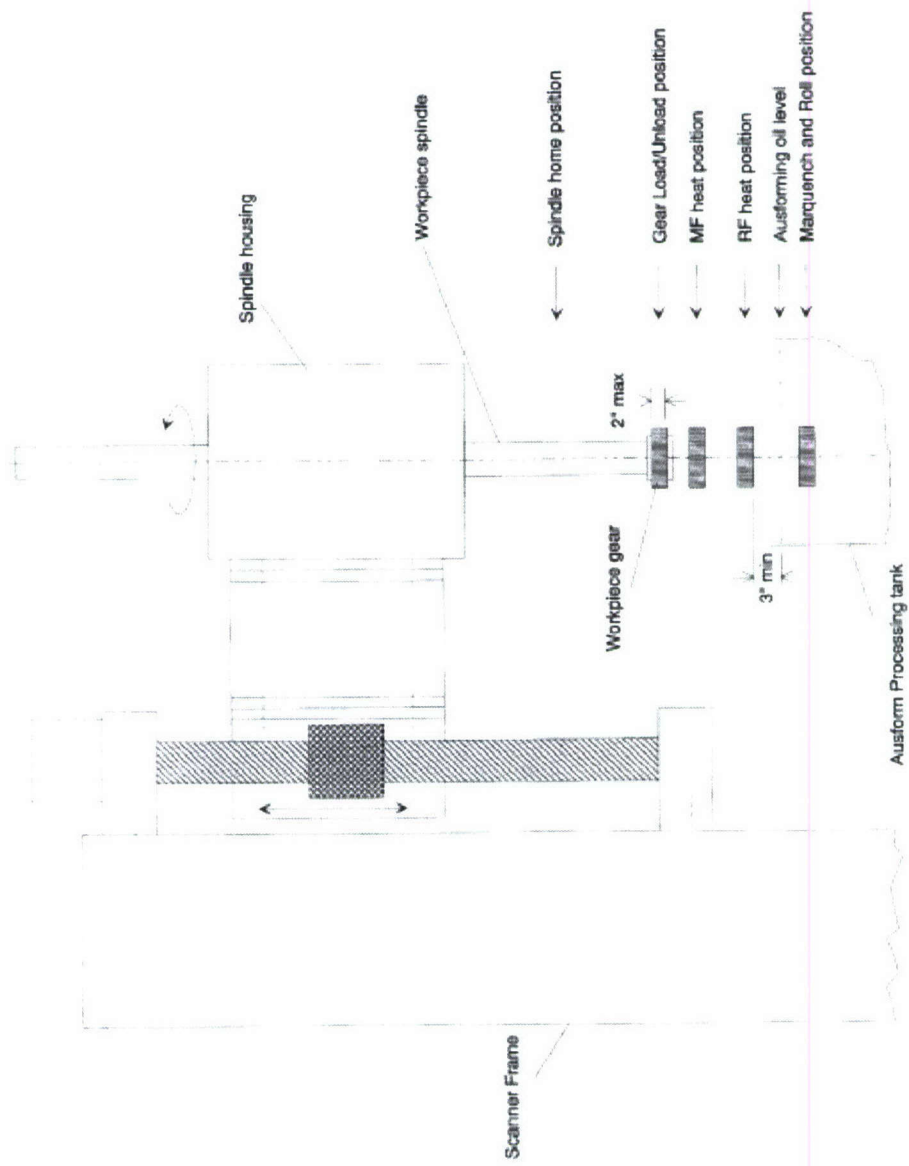 Spindle housing
Workpiece spindle
Spindle home position
Gear Load/Unload position
MF heat position
RF heat position
Ausforming oil level
Marquench and Roll position
2" max
Workpiece gear
3" min
Ausform Processing tank
Scanner Frame